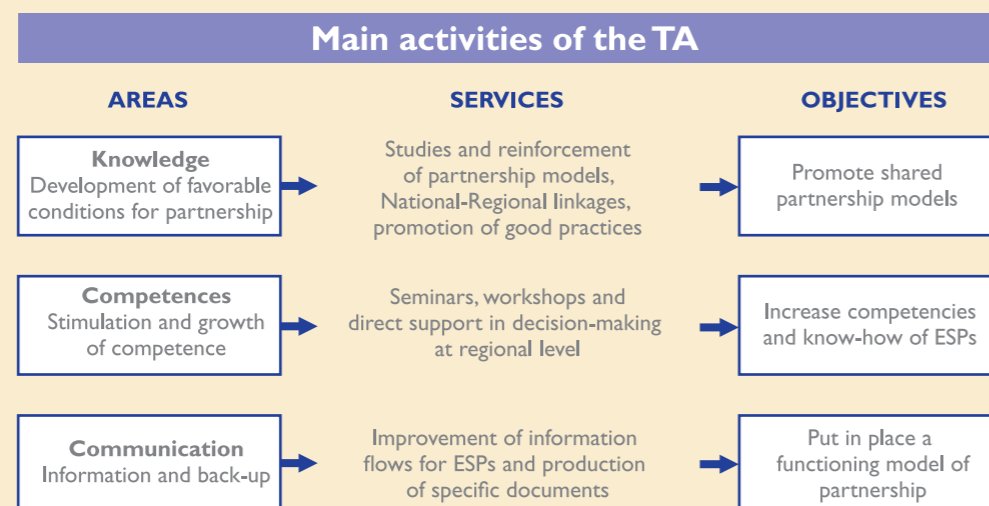 Main activities of the TA
AREAS
SERVICES
OBJECTIVES
Knowledge
Development of favorable
conditions for partnership
Studies and reinforcement
of partnership models,
National-Regional linkages,
promotion of good practices
Promote shared
partnership models
Competences
Stimulation and growth
of competence
Seminars, workshops and
direct support in decision-making
at regional level
Increase competencies
and know-how of ESPs
Communication
Information and back-up
Improvement of information
flows for ESPs and production
of specific documents
Put in place a
functioning model of
partnership